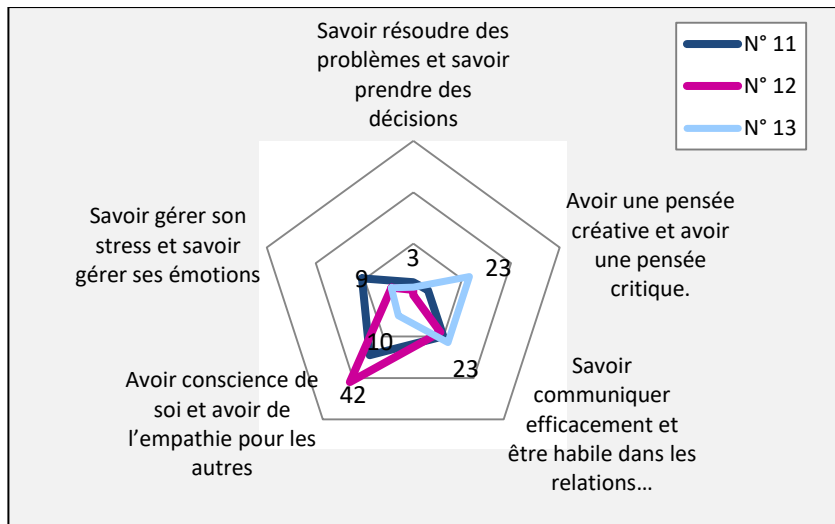 Savoir résoudre des
problèmes et savoir
prendre des
décisions
N° 11
N° 12
N° 13
Avoir une pensée
créative et avoir
une pensée
critique.
Savoir gérer son
stress et savoir
gérer ses émotions
3
23
9
10
23
42
Avoir conscience de
soi et avoir de
l’empathie pour les
autres
Savoir
communiquer
efficacement et
être habile dans les
relations…